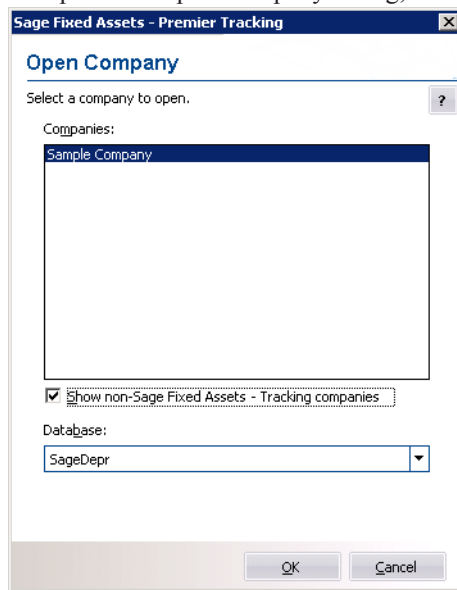 Sage Fixed Assets - Premier Tracking
Open Company
Select a company to open.
?
Companies:
Sample Company
Show non-Sage Fixed Assets - Tracking companies
Database:
SageDepr
OK
Cancel